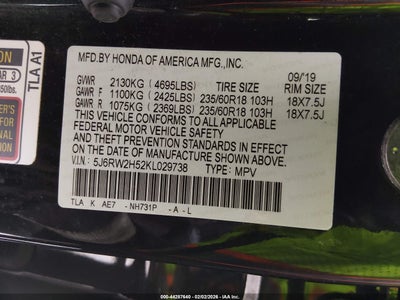 MFD.BY HONDA OF AMERICA MFG.,INC.
09/'19
GVWR 2130KG (4695LBS) TIRE SIZE RIM SIZE
GAWR F 1100KG (2425LBS) 235/60R18 103H 18X7.5J
GAWR R 1075KG (2369LBS) 235/60R18 103H 18X7.5J
THIS VEHICLE CONFORMS TO ALL APPLICABLE
FEDERAL MOTOR VEHICLE SAFETY
AND THEFT PREVENTION STANDARDS IN EFFECT
ON THE DATE OF MANUFACTURE SHOWN ABOVE.
VIN: 5J6RW2H52KL029738 TYPE: MPV
TLA K AE7 -NH731P -A-L
TLA A1
000 - 44287640 - 02/02/2026 - IAA Inc.